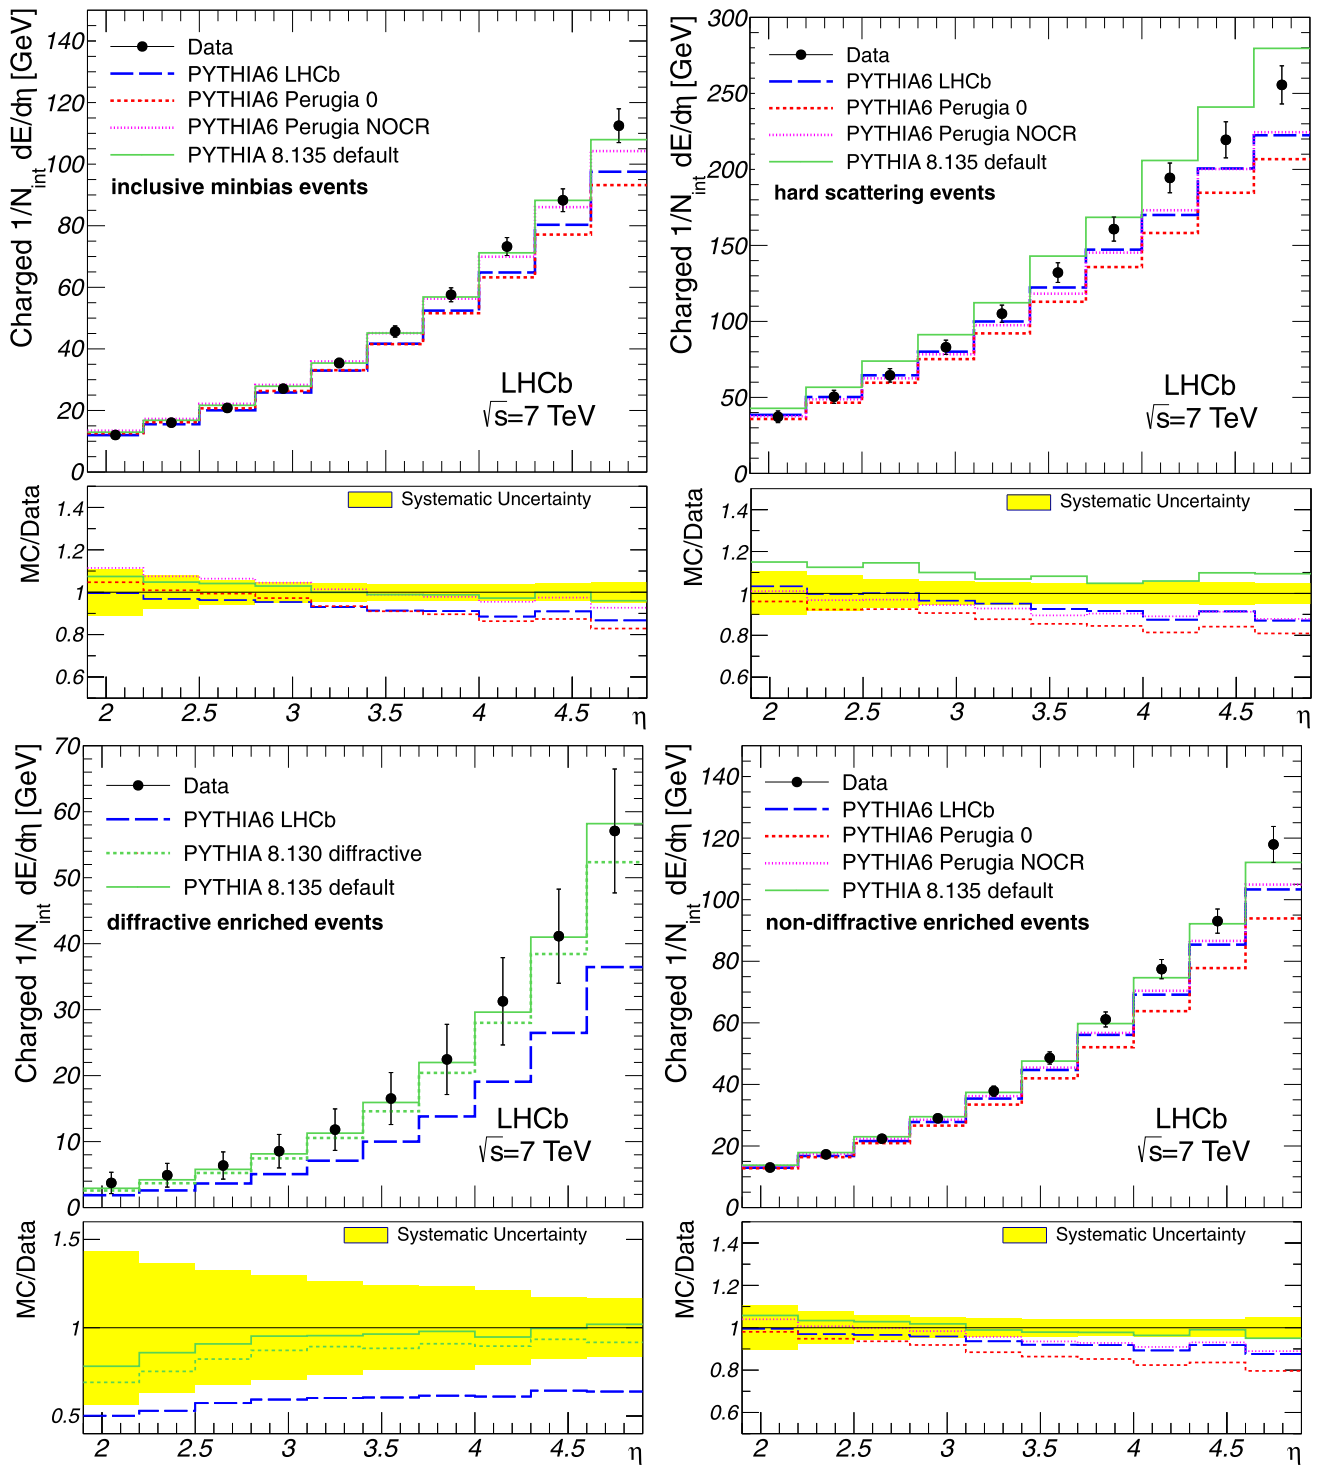 Charged 1/N_int dE/dη [GeV]
140
120
100
80
60
40
20
0
Data
PYTHIA6 LHCb
PYTHIA6 Perugia 0
PYTHIA6 Perugia NOCR
PYTHIA 8.135 default
inclusive minbias events
LHCb
√s=7 TeV
MC/Data
1.4
1.2
1
0.8
0.6
Systematic Uncertainty
2 2.5 3 3.5 4 4.5 η
Charged 1/N_int dE/dη [GeV]
300
250
200
150
100
50
0
Data
PYTHIA6 LHCb
PYTHIA6 Perugia 0
PYTHIA6 Perugia NOCR
PYTHIA 8.135 default
hard scattering events
LHCb
√s=7 TeV
MC/Data
1.4
1.2
1
0.8
0.6
Systematic Uncertainty
2 2.5 3 3.5 4 4.5 η
Charged 1/N_int dE/dη [GeV]
70
60
50
40
30
20
10
0
Data
PYTHIA6 LHCb
PYTHIA 8.130 diffractive
PYTHIA 8.135 default
diffractive enriched events
LHCb
√s=7 TeV
MC/Data
1.5
1
0.5
Systematic Uncertainty
2 2.5 3 3.5 4 4.5 η
Charged 1/N_int dE/dη [GeV]
140
120
100
80
60
40
20
0
Data
PYTHIA6 LHCb
PYTHIA6 Perugia 0
PYTHIA6 Perugia NOCR
PYTHIA 8.135 default
non-diffractive enriched events
LHCb
√s=7 TeV
MC/Data
1.4
1.2
1
0.8
0.6
Systematic Uncertainty
2 2.5 3 3.5 4 4.5 η